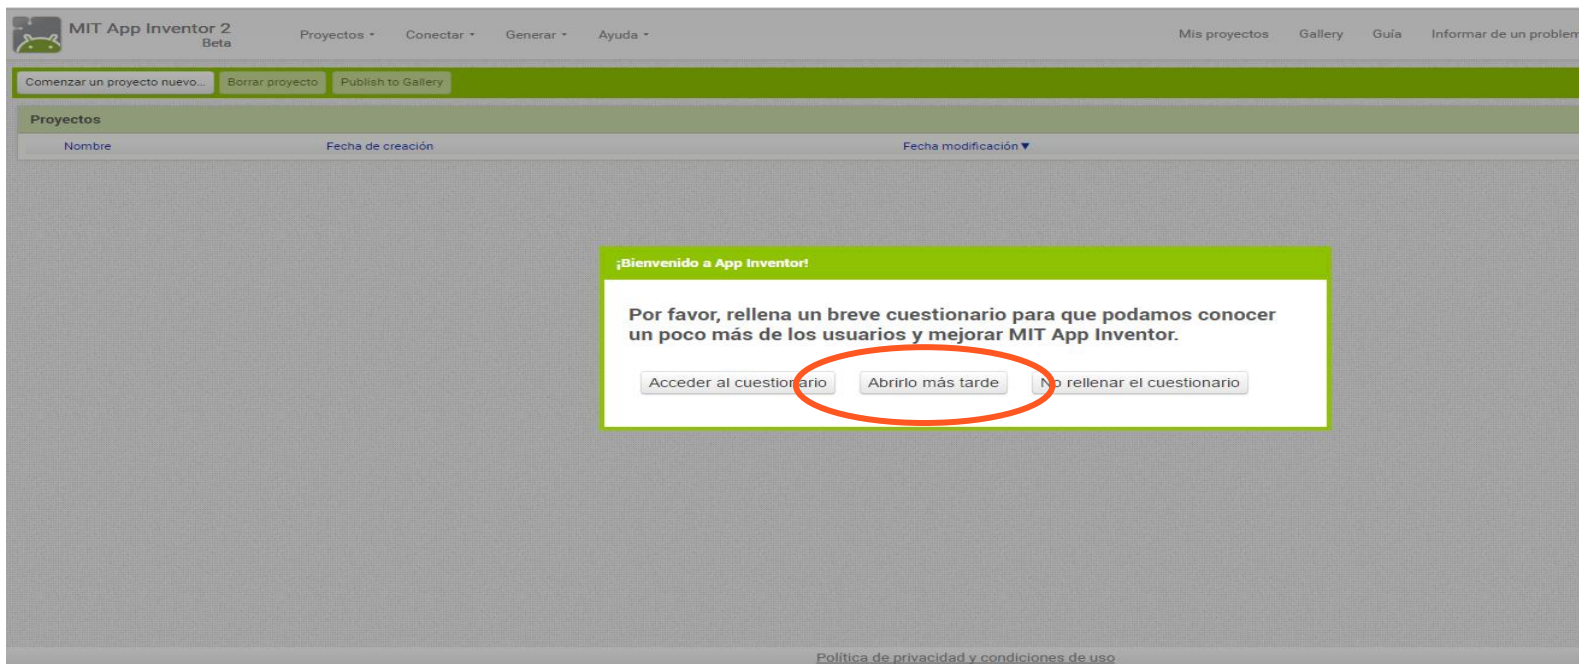 MIT App Inventor 2
Beta
Proyectos Conectar Generar Ayuda
Mis proyectos Gallery Guía Informar de un problem
Comenzar un proyecto nuevo... Borrar proyecto Publish to Gallery
Proyectos
Nombre Fecha de creación Fecha modificación
¡Bienvenido a App Inventor!
Por favor, rellena un breve cuestionario para que podamos conocer
un poco más de los usuarios y mejorar MIT App Inventor.
Acceder al cuestionario Abrirlo más tarde No rellenar el cuestionario
Política de privacidad y condiciones de uso